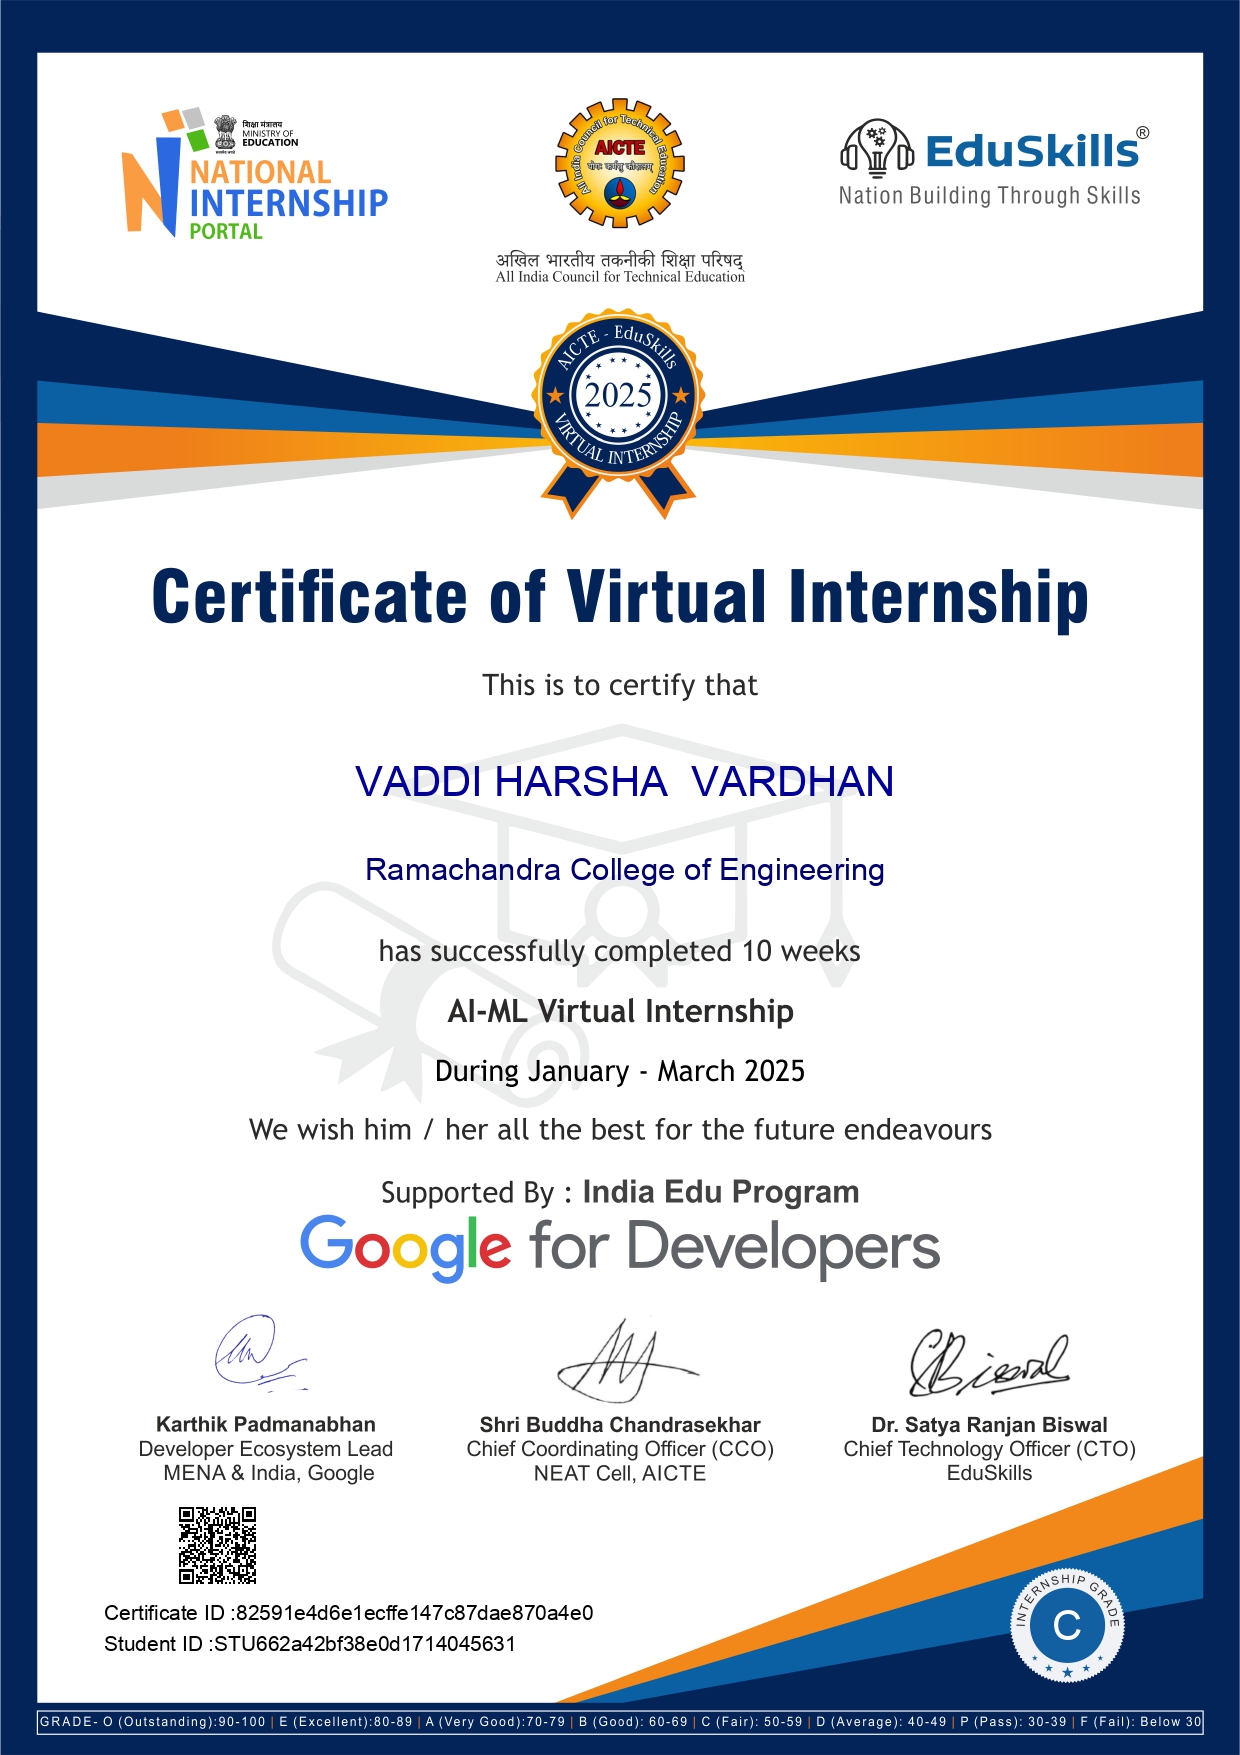 शिक्षा मंत्रालय
MINISTRY OF
EDUCATION
NATIONAL
INTERNSHIP
PORTAL
All India Council for Technical Education
AICTE
योगः कर्मसु कौशलम्
अखिल भारतीय तकनीकी शिक्षा परिषद्
All India Council for Technical Education
EduSkills®
Nation Building Through Skills
AICTE - EduSkills
2025
VIRTUAL INTERNSHIP
Certificate of Virtual Internship
This is to certify that
VADDI HARSHA VARDHAN
Ramachandra College of Engineering
has successfully completed 10 weeks
AI-ML Virtual Internship
During January - March 2025
We wish him / her all the best for the future endeavours
Supported By : India Edu Program
Google for Developers
Karthik Padmanabhan
Developer Ecosystem Lead
MENA & India, Google
Shri Buddha Chandrasekhar
Chief Coordinating Officer (CCO)
NEAT Cell, AICTE
Dr. Satya Ranjan Biswal
Chief Technology Officer (CTO)
EduSkills
Certificate ID :82591e4d6e1ecffe147c87dae870a4e0
Student ID :STU662a42bf38e0d1714045631
INTERNSHIP GRADE
C
GRADE- O (Outstanding):90-100 | E (Excellent):80-89 | A (Very Good):70-79 | B (Good): 60-69 | C (Fair): 50-59 | D (Average): 40-49 | P (Pass): 30-39 | F (Fail): Below 30